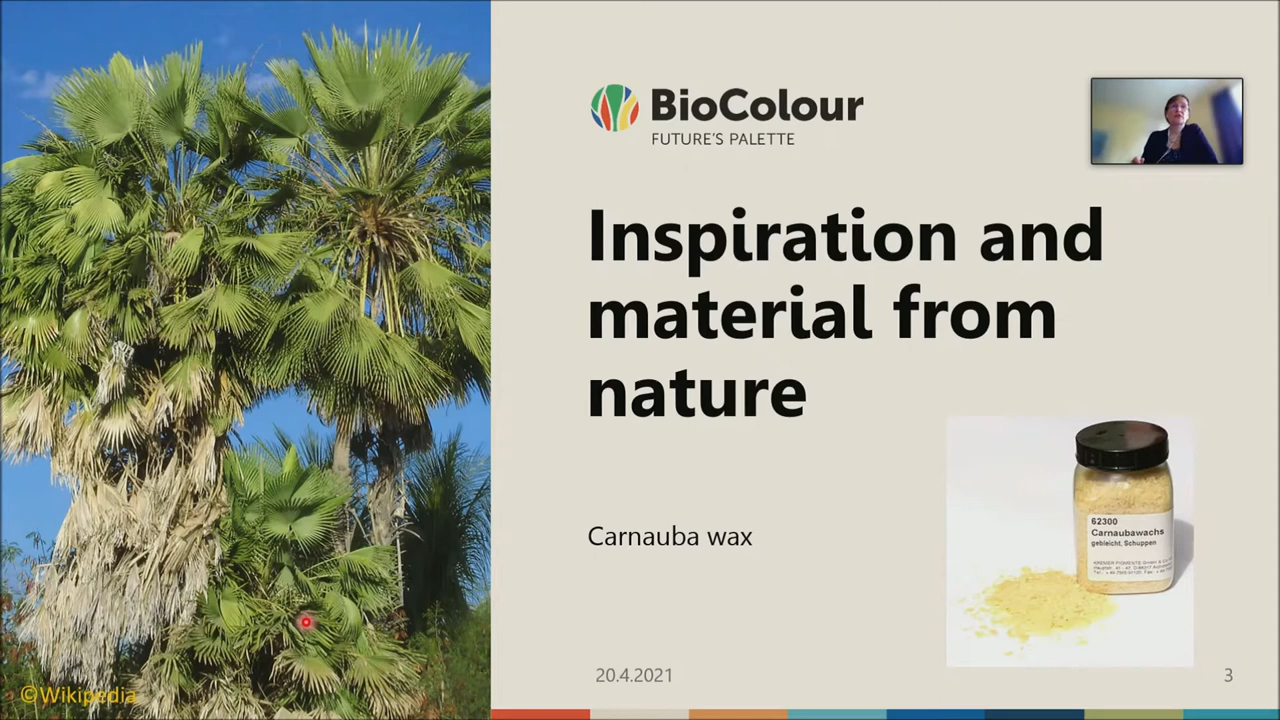 BioColour
FUTURE'S PALETTE
Inspiration and
material from
nature
Carnauba wax
62300
Carnaubawachs
gebleicht, Schuppen
20.4.2021
3
©Wikipedia